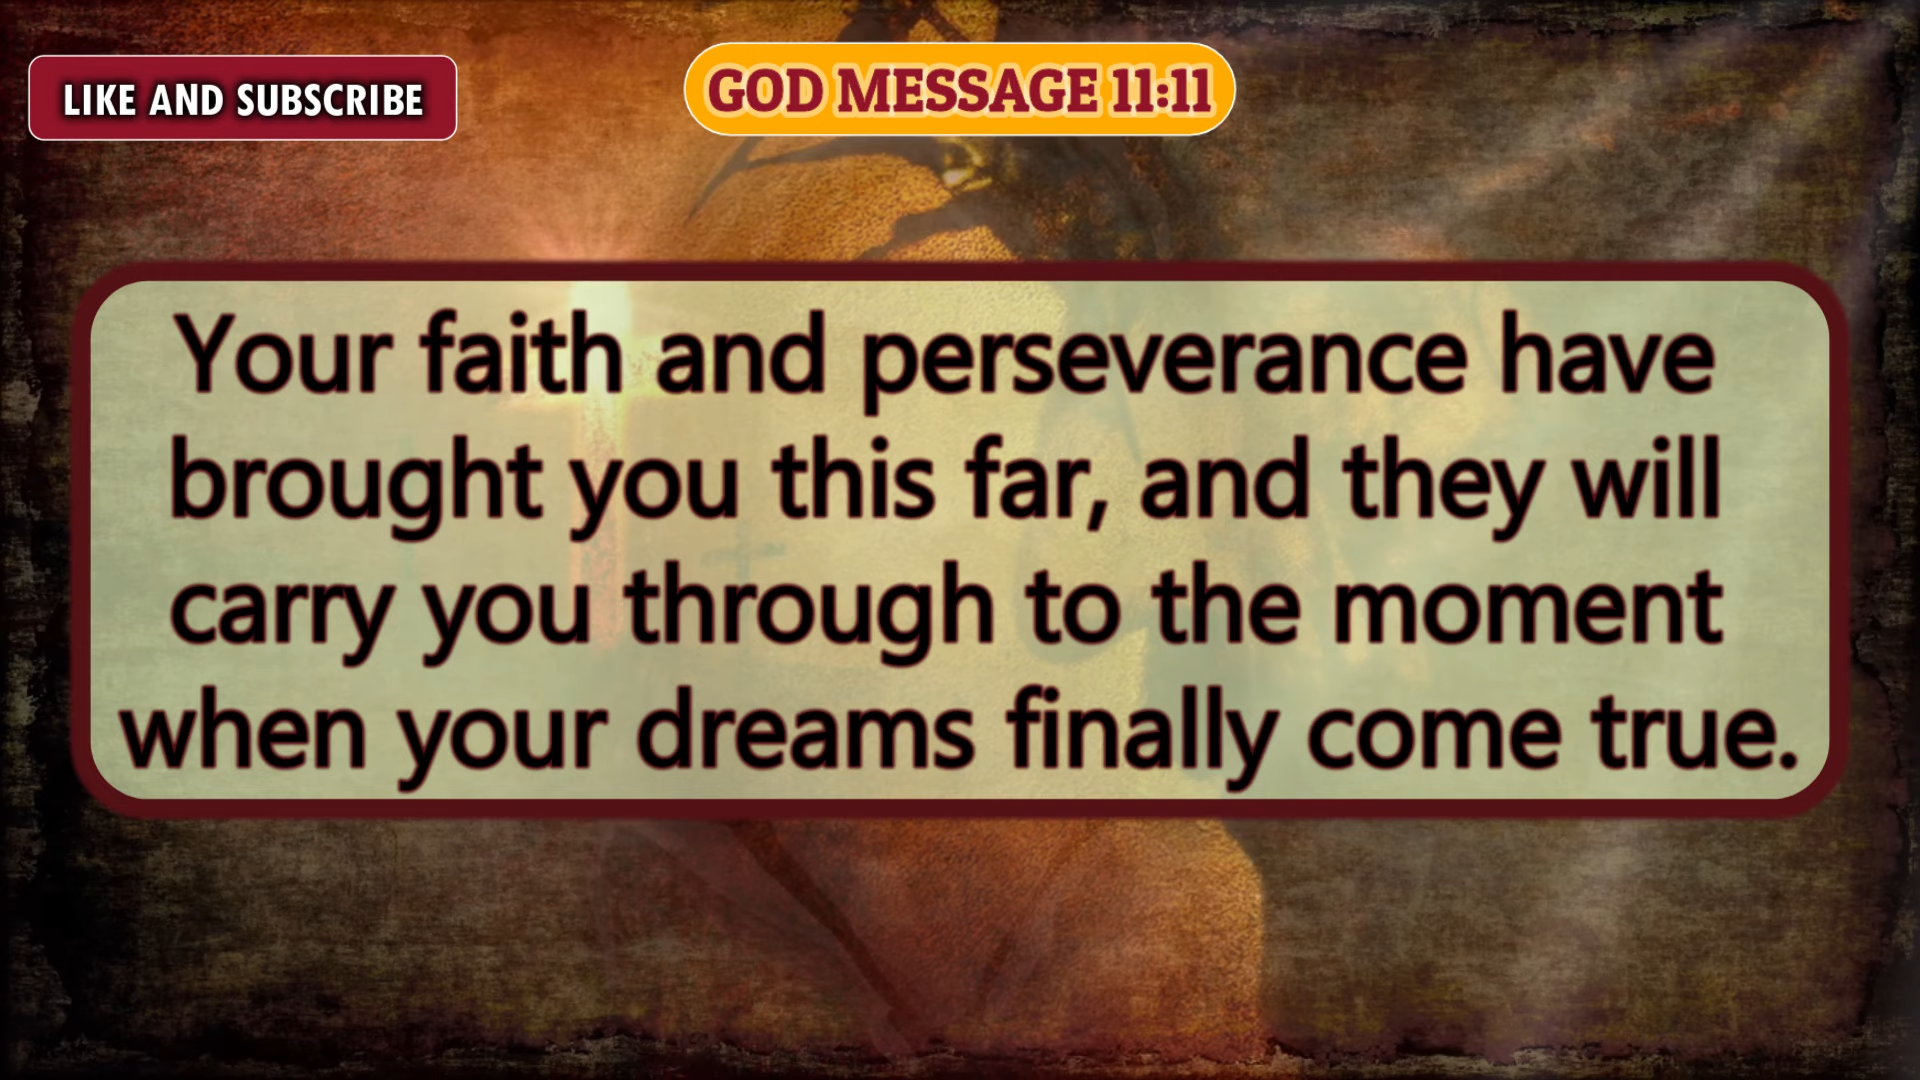 LIKE AND SUBSCRIBE
GOD MESSAGE 11:11
Your faith and perseverance have
brought you this far, and they will
carry you through to the moment
when your dreams finally come true.